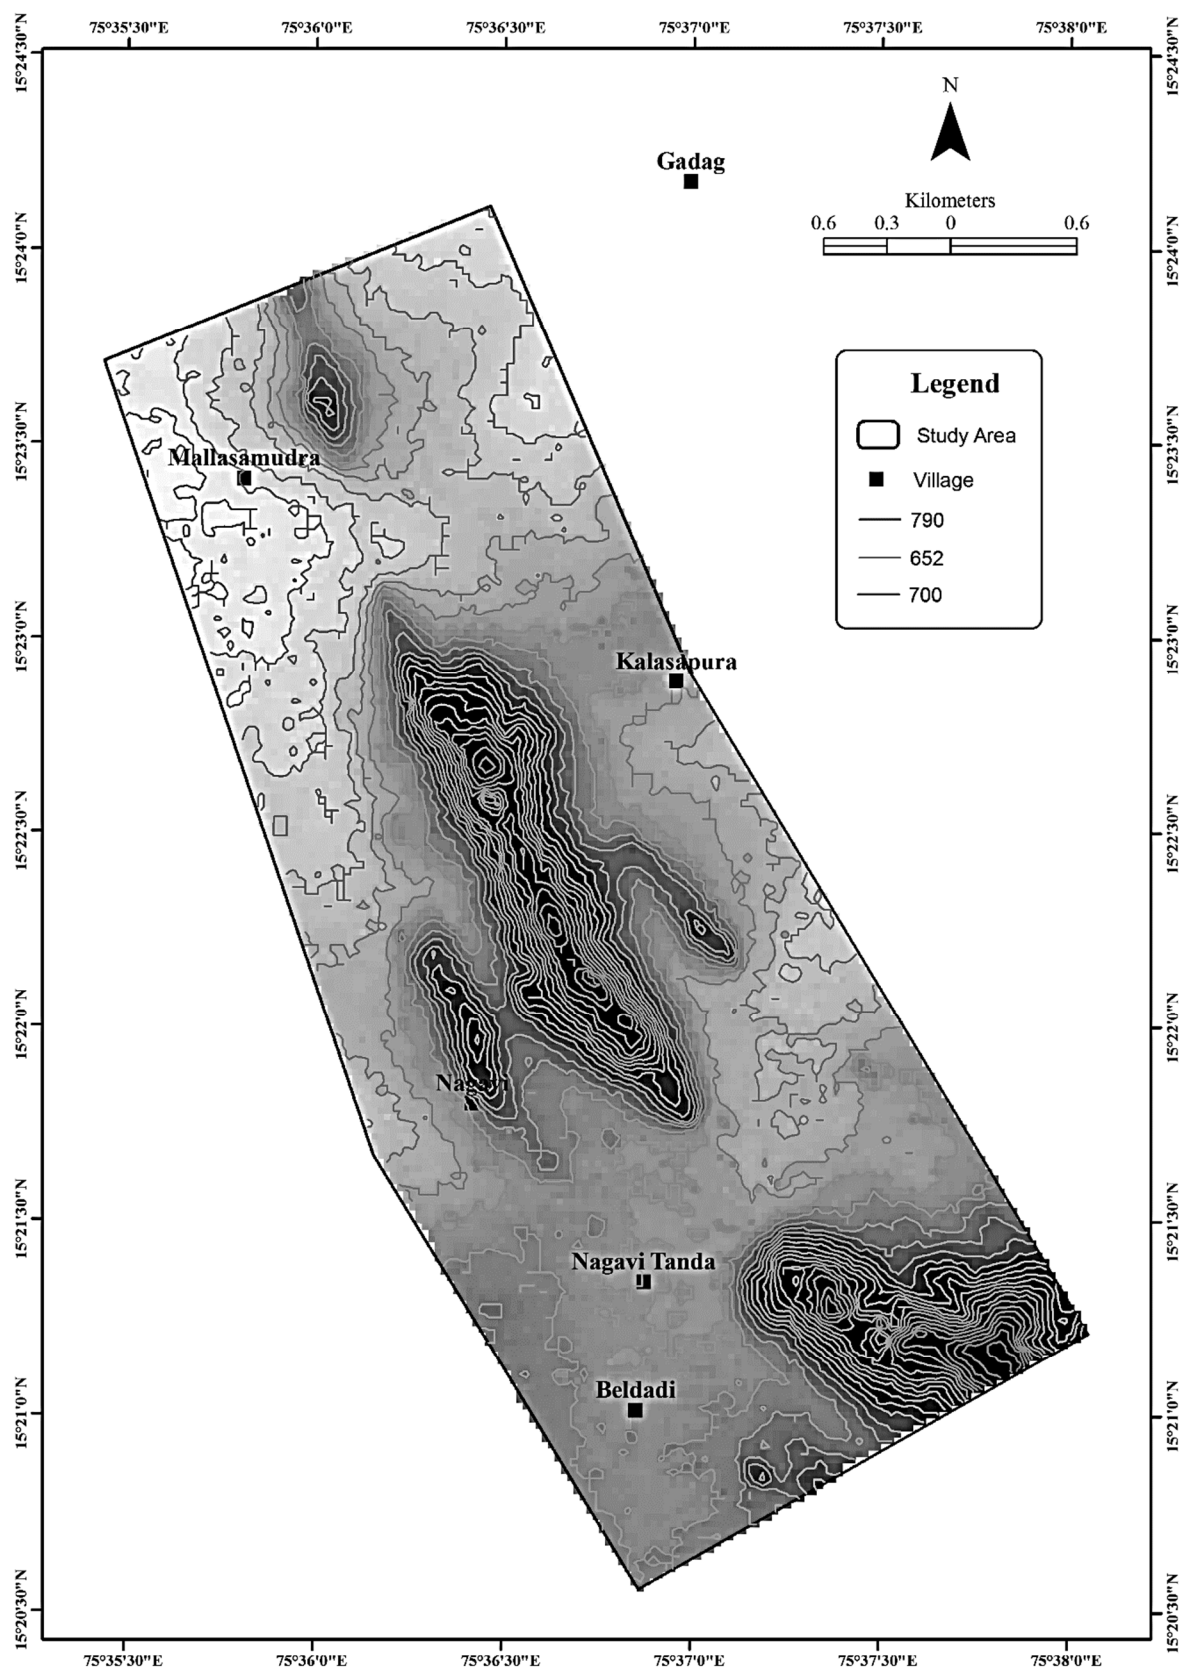 75°35'30"E 75°36'0"E 75°36'30"E 75°37'0"E 75°37'30"E 75°38'0"E
15°24'30"N 15°24'30"N
N
Gadag
Kilometers
0.6 0.3 0 0.6
15°24'0"N 15°24'0"N
Legend
Study Area
Village
790
652
700
15°23'30"N 15°23'30"N
Mallasamudra
15°23'0"N 15°23'0"N
Kalasapura
15°22'30"N 15°22'30"N
15°22'0"N 15°22'0"N
Nagavi
15°21'30"N 15°21'30"N
Nagavi Tanda
Beldadi
15°21'0"N 15°21'0"N
15°20'30"N 15°20'30"N
75°35'30"E 75°36'0"E 75°36'30"E 75°37'0"E 75°37'30"E 75°38'0"E